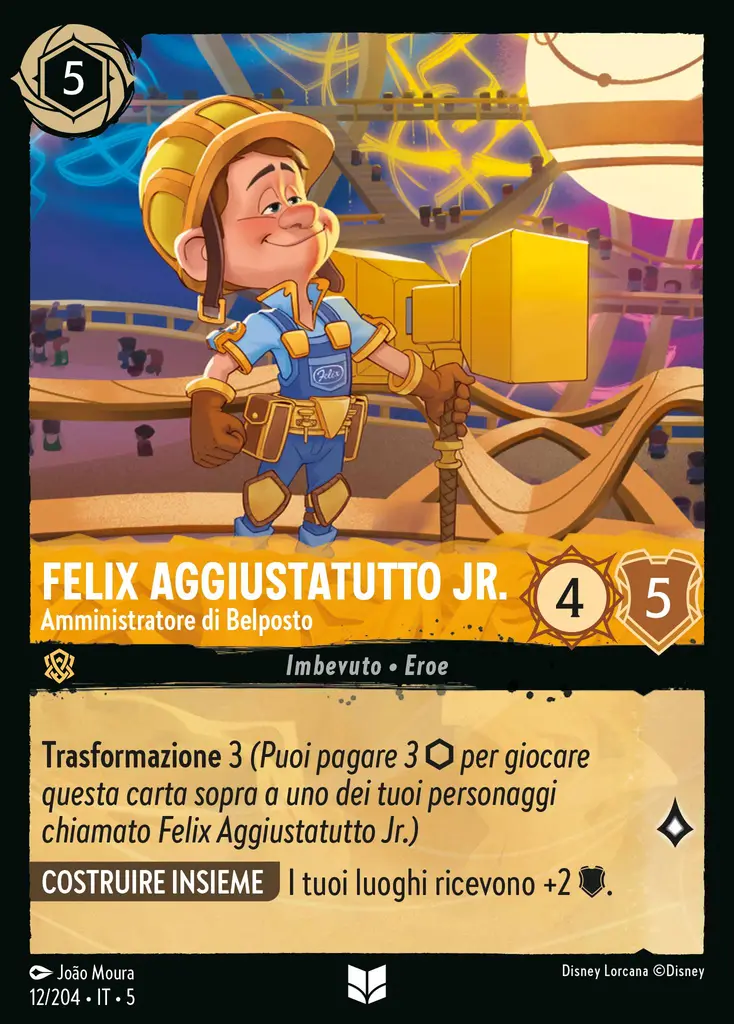 5
Felix
FELIX AGGIUSTATUTTO JR.
4
5
Amministratore di Belposto
Imbevuto • Eroe
Trasformazione 3 (Puoi pagare 3 ⬡ per giocare
questa carta sopra a uno dei tuoi personaggi
chiamato Felix Aggiustatutto Jr.)
COSTRUIRE INSIEME I tuoi luoghi ricevono +2 .
João Moura
Disney Lorcana ©Disney
12/204 • IT • 5